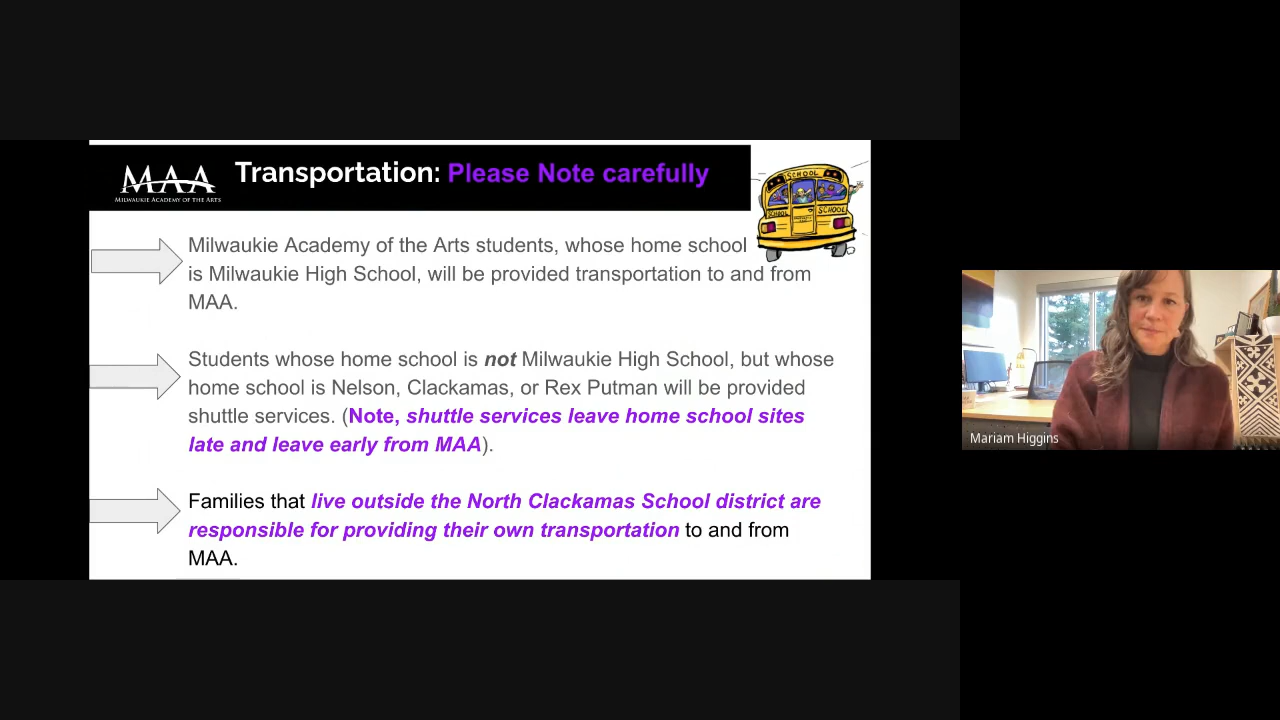 MAA
MILWAUKIE ACADEMY OF THE ARTS
Transportation: Please Note carefully
SCHOOL
SCHOOL
SCHOOL
Milwaukie Academy of the Arts students, whose home school
is Milwaukie High School, will be provided transportation to and from
MAA.
Students whose home school is not Milwaukie High School, but whose
home school is Nelson, Clackamas, or Rex Putman will be provided
shuttle services. (Note, shuttle services leave home school sites
late and leave early from MAA).
Families that live outside the North Clackamas School district are
responsible for providing their own transportation to and from
MAA.
Mariam Higgins